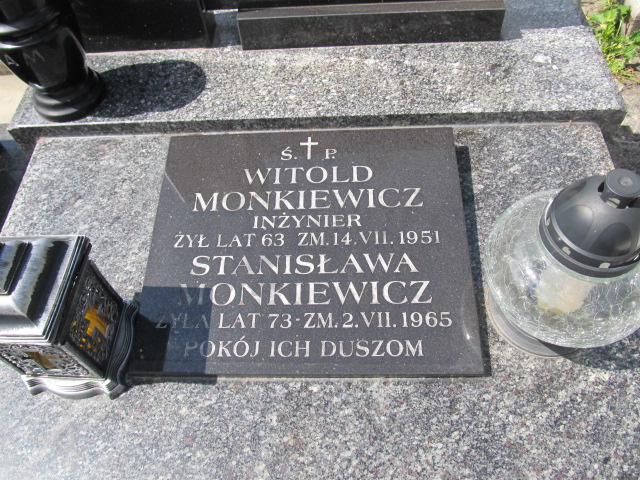 Ś. P.
WITOLD
MONKIEWICZ
INŻYNIER
ŻYŁ LAT 63 ZM. 14. VII. 1951
STANISŁAWA
MONKIEWICZ
ŻYŁA LAT 73 - ZM. 2. VII. 1965
POKÓJ ICH DUSZOM